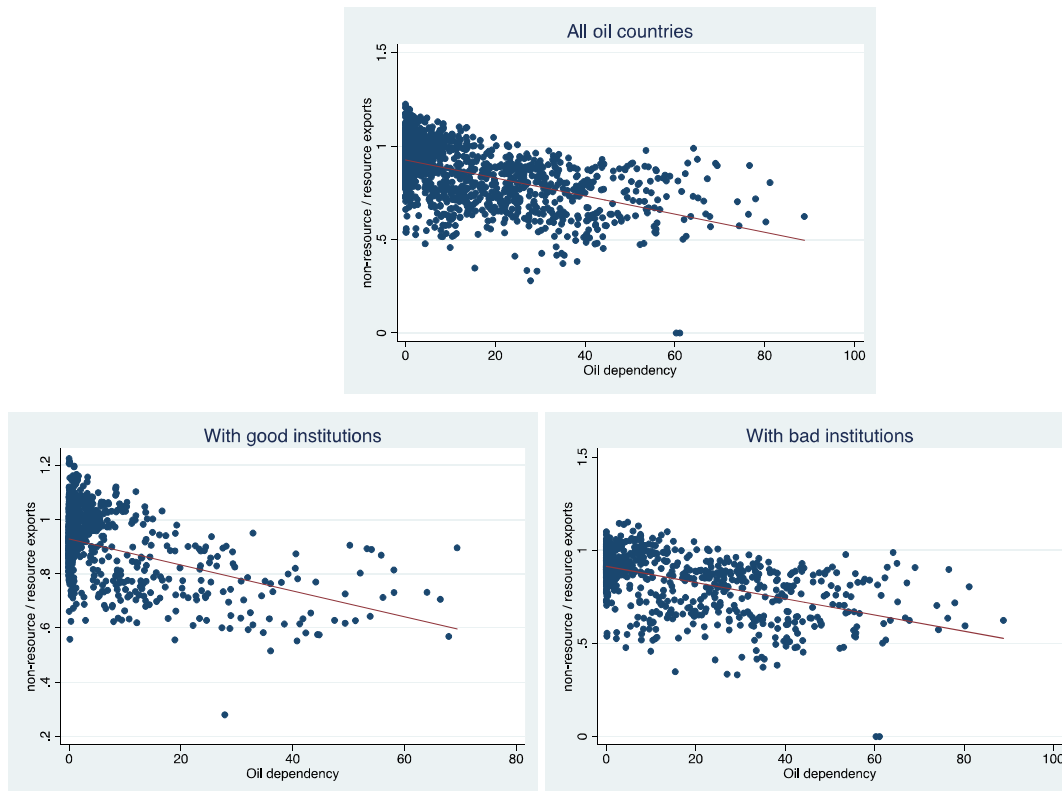 All oil countries
non-resource / resource exports
1.5
1
.5
0
0 20 40 60 80 100
Oil dependency
With good institutions
non-resource / resource exports
1.2
1
.8
.6
.4
.2
0 20 40 60 80
Oil dependency
With bad institutions
non-resource / resource exports
1.5
1
.5
0
0 20 40 60 80 100
Oil dependency